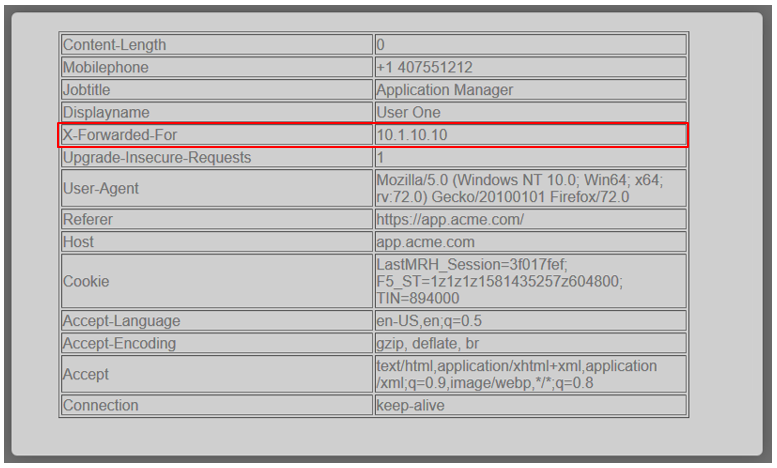 Content-Length 0
Mobilephone +1 407551212
Jobtitle Application Manager
Displayname User One
X-Forwarded-For 10.1.10.10
Upgrade-Insecure-Requests 1
User-Agent Mozilla/5.0 (Windows NT 10.0; Win64; x64;
rv:72.0) Gecko/20100101 Firefox/72.0
Referer https://app.acme.com/
Host app.acme.com
Cookie LastMRH_Session=3f017fef;
F5_ST=1z1z1z1581435257z604800;
TIN=894000
Accept-Language en-US,en;q=0.5
Accept-Encoding gzip, deflate, br
Accept text/html,application/xhtml+xml,application
/xml;q=0.9,image/webp,*/*;q=0.8
Connection keep-alive